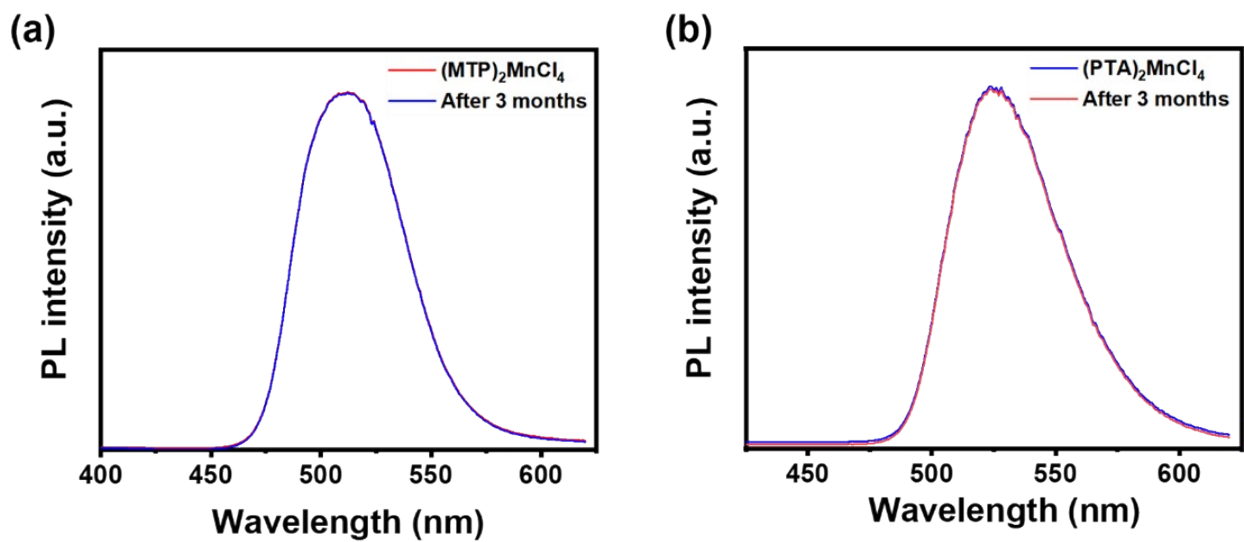 (a)
(MTP)₂MnCl₄
After 3 months
PL intensity (a.u.)
400 450 500 550 600
Wavelength (nm)
(b)
(PTA)₂MnCl₄
After 3 months
PL intensity (a.u.)
450 500 550 600
Wavelength (nm)